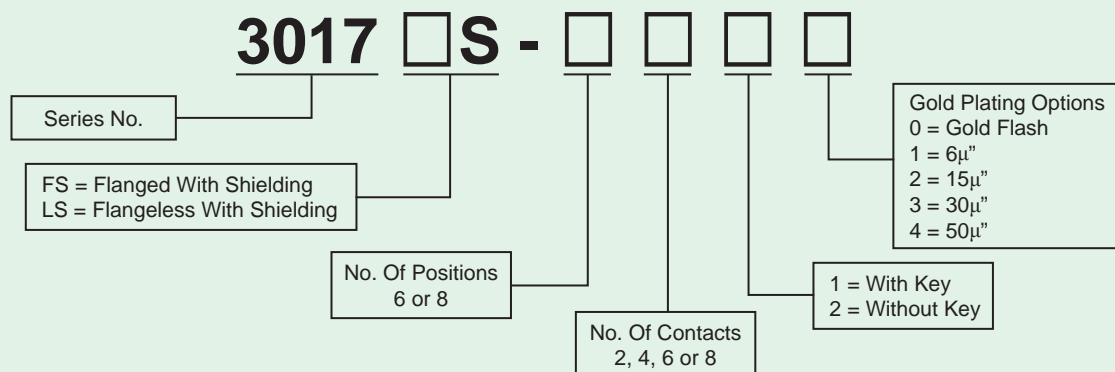 3017 □S - □ □ □ □
Series No.
FS = Flanged With Shielding
LS = Flangeless With Shielding
No. Of Positions
6 or 8
No. Of Contacts
2, 4, 6 or 8
1 = With Key
2 = Without Key
Gold Plating Options
0 = Gold Flash
1 = 6μ”
2 = 15μ”
3 = 30μ”
4 = 50μ”